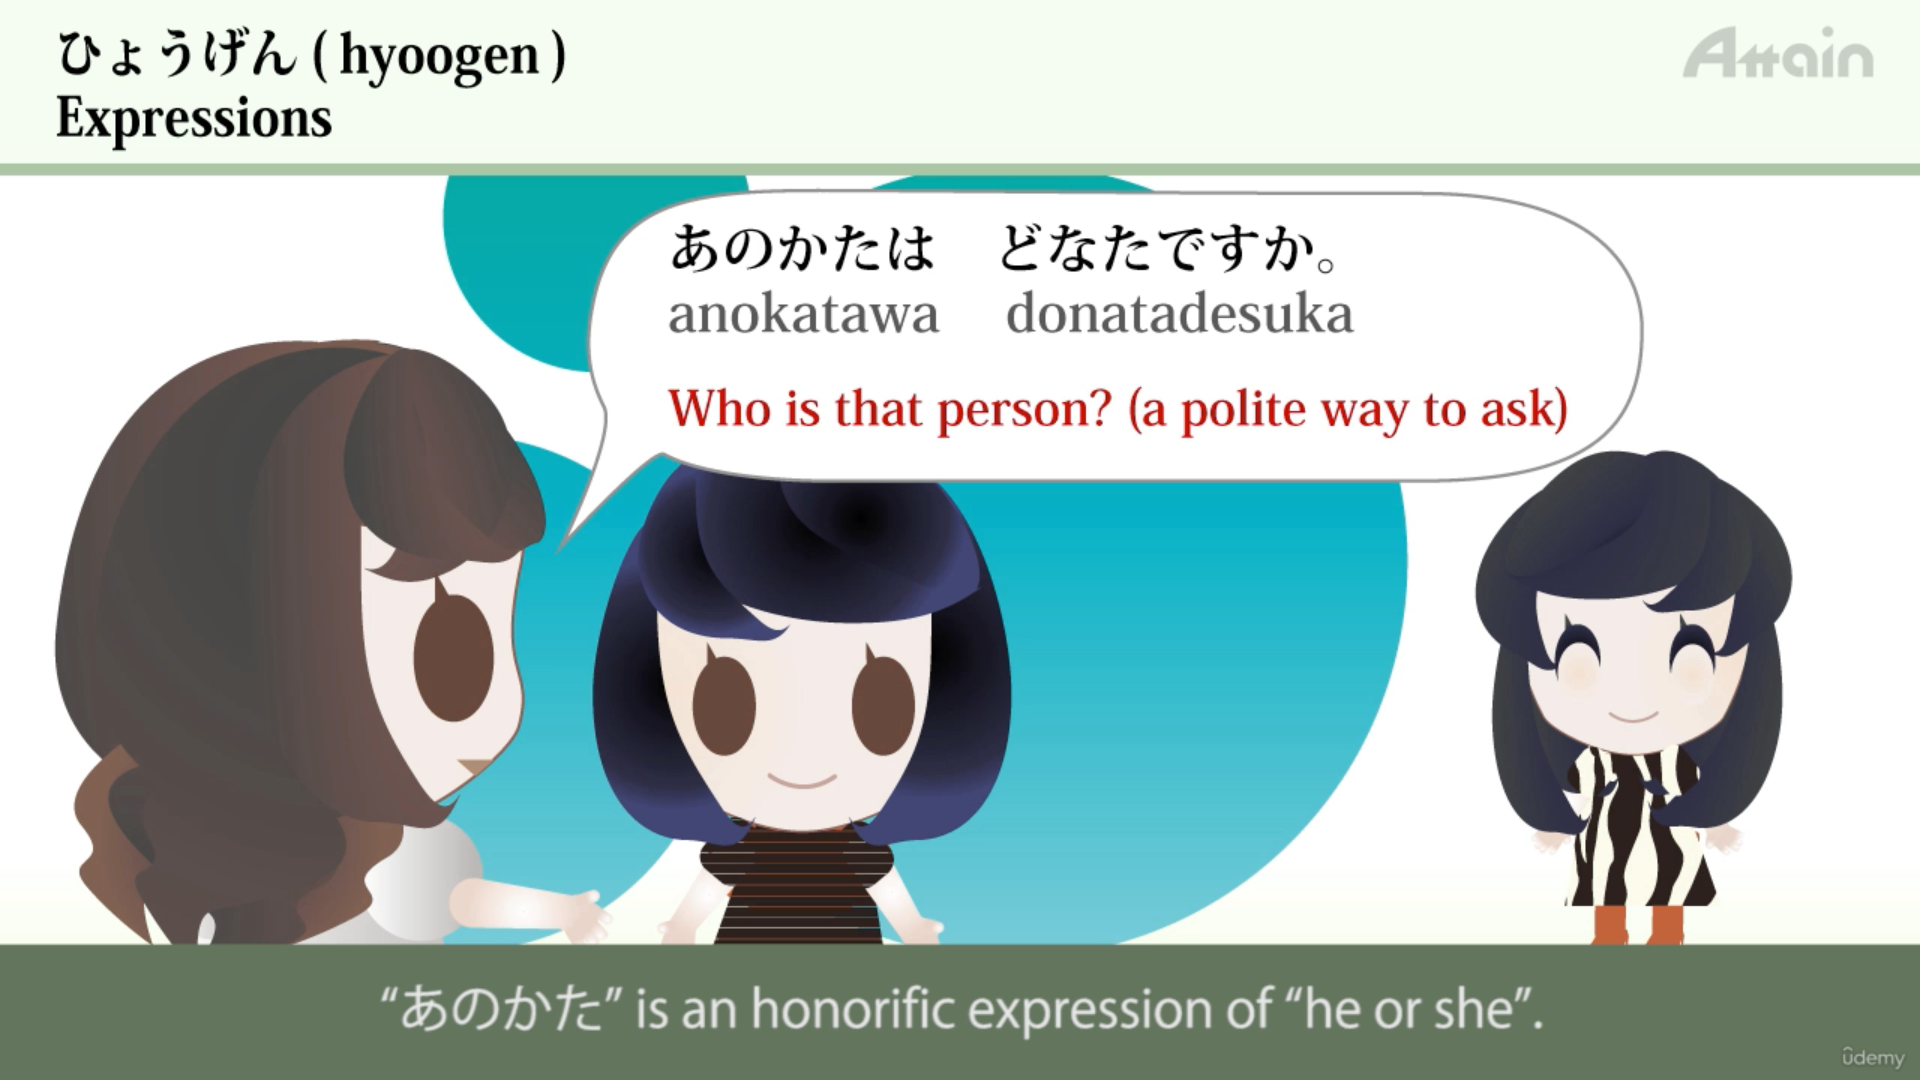 ひょうげん ( hyoogen )
Expressions
Attain
あのかたは　どなたですか。
anokatawa　donatadesuka
Who is that person? (a polite way to ask)
“あのかた” is an honorific expression of “he or she”.
ûdemy